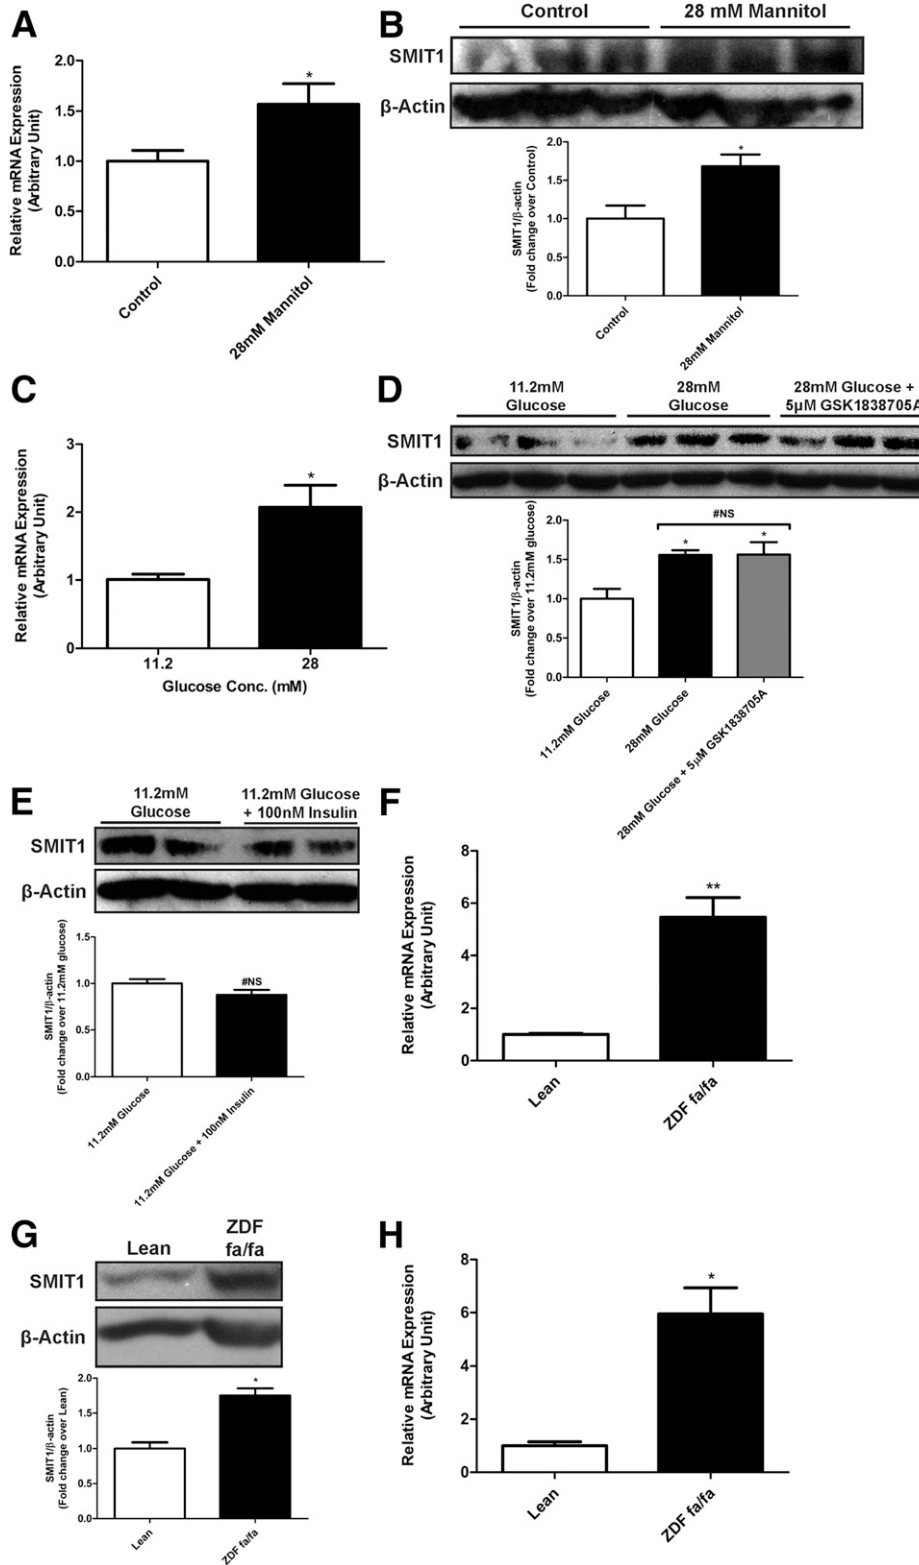 A
Relative mRNA Expression
(Arbitrary Unit)
2.0
1.5
1.0
0.5
0.0
*
Control
28mM Mannitol
B
Control
28 mM Mannitol
SMIT1
β-Actin
SMIT1/β-actin
(Fold change over Control)
2.0
1.5
1.0
0.5
0.0
*
Control
28mM Mannitol
C
Relative mRNA Expression
(Arbitrary Unit)
3
2
1
0
*
11.2
28
Glucose Conc. (mM)
D
11.2mM
Glucose
28mM
Glucose
28mM Glucose +
5µM GSK1838705A
SMIT1
β-Actin
SMIT1/β-actin
(Fold change over 11.2mM glucose)
2.0
1.5
1.0
0.5
0.0
#NS
*
*
11.2mM Glucose
28mM Glucose
28mM Glucose + 5µM GSK1838705A
E
11.2mM
Glucose
11.2mM Glucose
+ 100nM Insulin
SMIT1
β-Actin
SMIT1/β-actin
(Fold change over 11.2mM glucose)
1.5
1.0
0.5
0.0
#NS
11.2mM Glucose
11.2mM Glucose + 100nM Insulin
F
Relative mRNA Expression
(Arbitrary Unit)
8
6
4
2
0
**
Lean
ZDF fa/fa
G
Lean
ZDF
fa/fa
SMIT1
β-Actin
SMIT1/β-actin
(Fold change over Lean)
2.0
1.5
1.0
0.5
0.0
*
Lean
ZDF fa/fa
H
Relative mRNA Expression
(Arbitrary Unit)
8
6
4
2
0
*
Lean
ZDF fa/fa